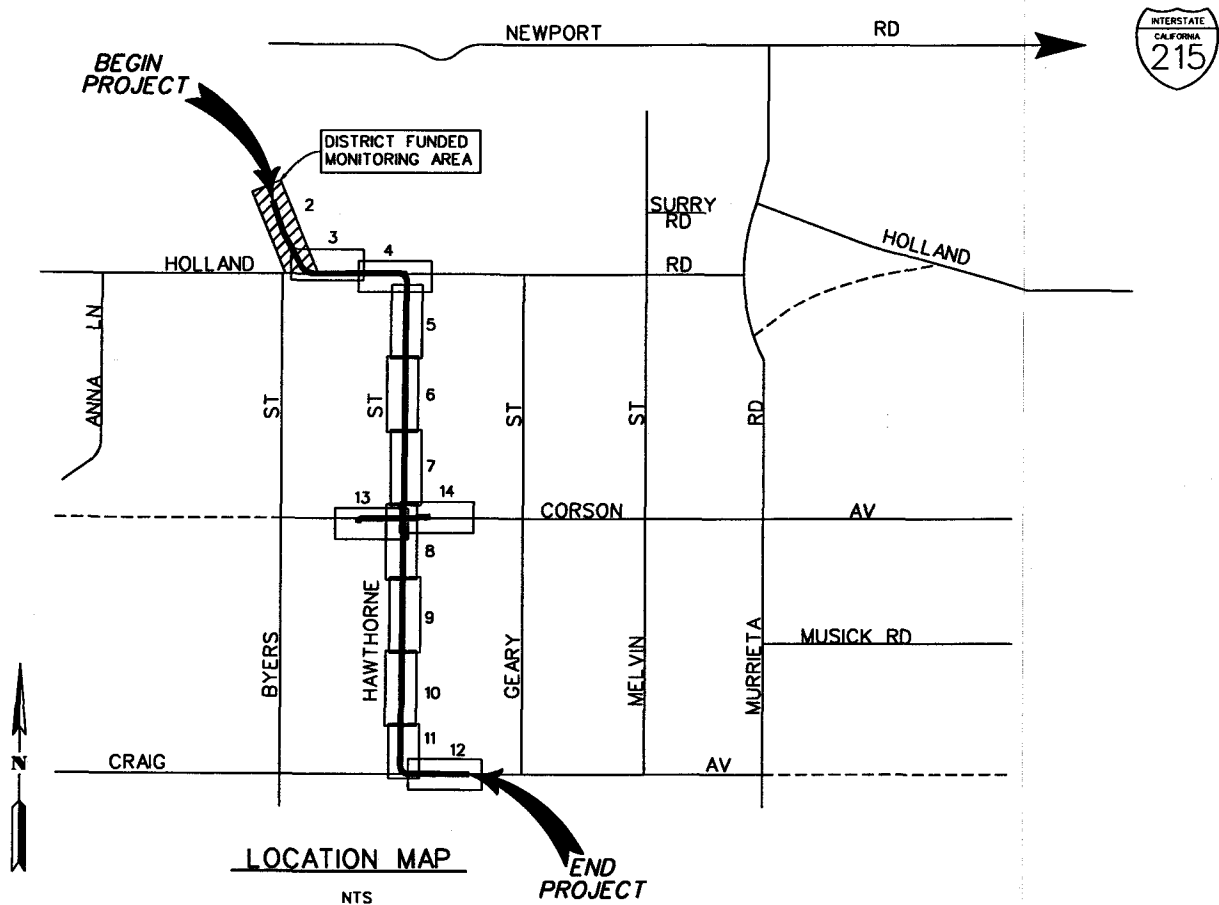 NEWPORT RD
INTERSTATE
CALIFORNIA
215
BEGIN
PROJECT
DISTRICT FUNDED
MONITORING AREA
2
SURRY
RD
3
4
HOLLAND
HOLLAND RD
5
ANNA LN
ST
ST
6
ST
ST
RD
7
13
14
CORSON AV
8
HAWTHORNE
9
MUSICK RD
BYERS
GEARY
MELVIN
MURRIETA
10
11
12
N
CRAIG AV
LOCATION MAP
NTS
END
PROJECT